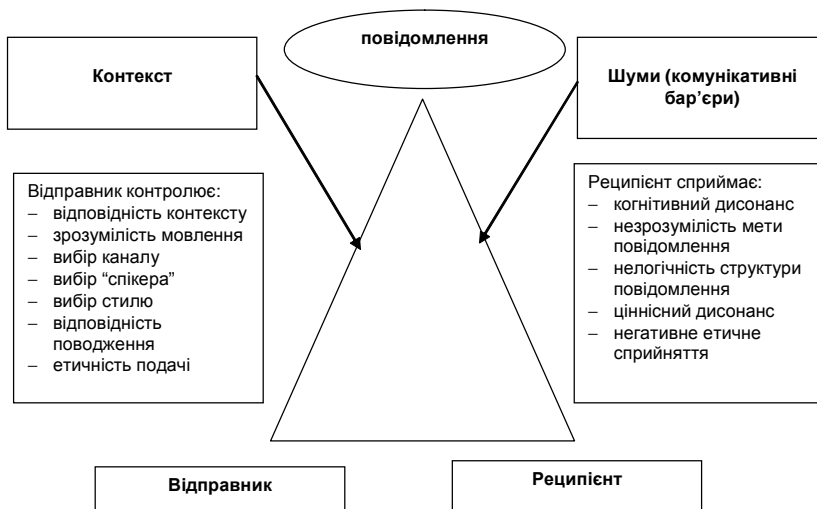 повідомлення
Контекст
Шуми (комунікативні
бар’єри)
Відправник контролює:
– відповідність контексту
– зрозумілість мовлення
– вибір каналу
– вибір “спікера”
– вибір стилю
– відповідність
поводження
– етичність подачі
Реципієнт сприймає:
– когнітивний дисонанс
– незрозумілість мети
повідомлення
– нелогічність структури
повідомлення
– ціннісний дисонанс
– негативне етичне
сприйняття
Відправник
Реципієнт